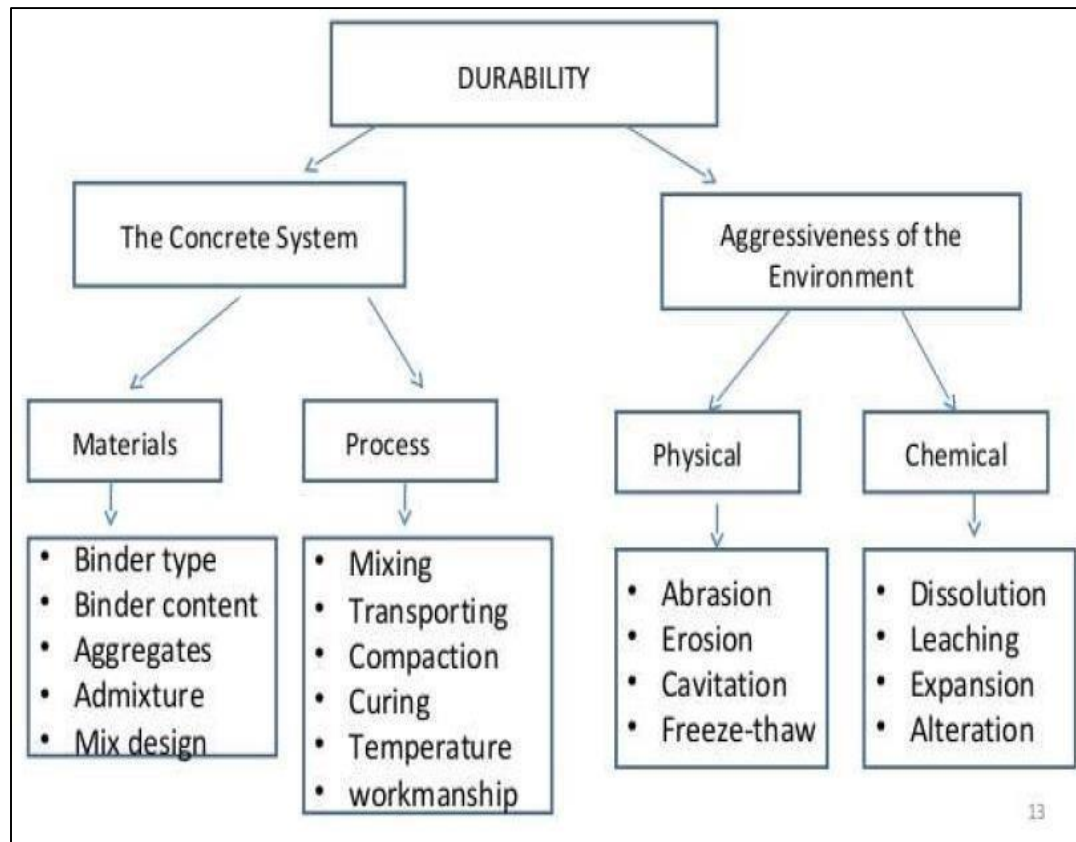 DURABILITY
The Concrete System
Aggressiveness of the
Environment
Materials
Process
Physical
Chemical
• Binder type
• Binder content
• Aggregates
• Admixture
• Mix design
• Mixing
• Transporting
• Compaction
• Curing
• Temperature
• workmanship
• Abrasion
• Erosion
• Cavitation
• Freeze-thaw
• Dissolution
• Leaching
• Expansion
• Alteration
13